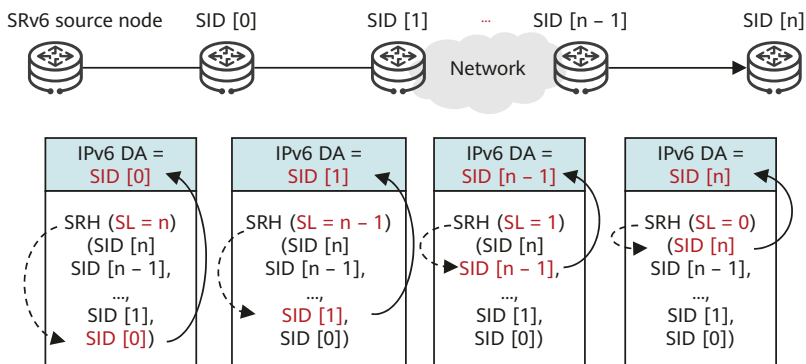 SRv6 source node
SID [0]
SID [1]
...
SID [n – 1]
SID [n]
Network
IPv6 DA =
SID [0]
SRH (SL = n)
(SID [n]
SID [n – 1],
...,
SID [1],
SID [0])
IPv6 DA =
SID [1]
SRH (SL = n – 1)
(SID [n]
SID [n – 1],
...,
SID [1],
SID [0])
IPv6 DA =
SID [n – 1]
SRH (SL = 1)
(SID [n]
SID [n – 1],
...,
SID [1],
SID [0])
IPv6 DA =
SID [n]
SRH (SL = 0)
(SID [n]
SID [n – 1],
...,
SID [1],
SID [0])